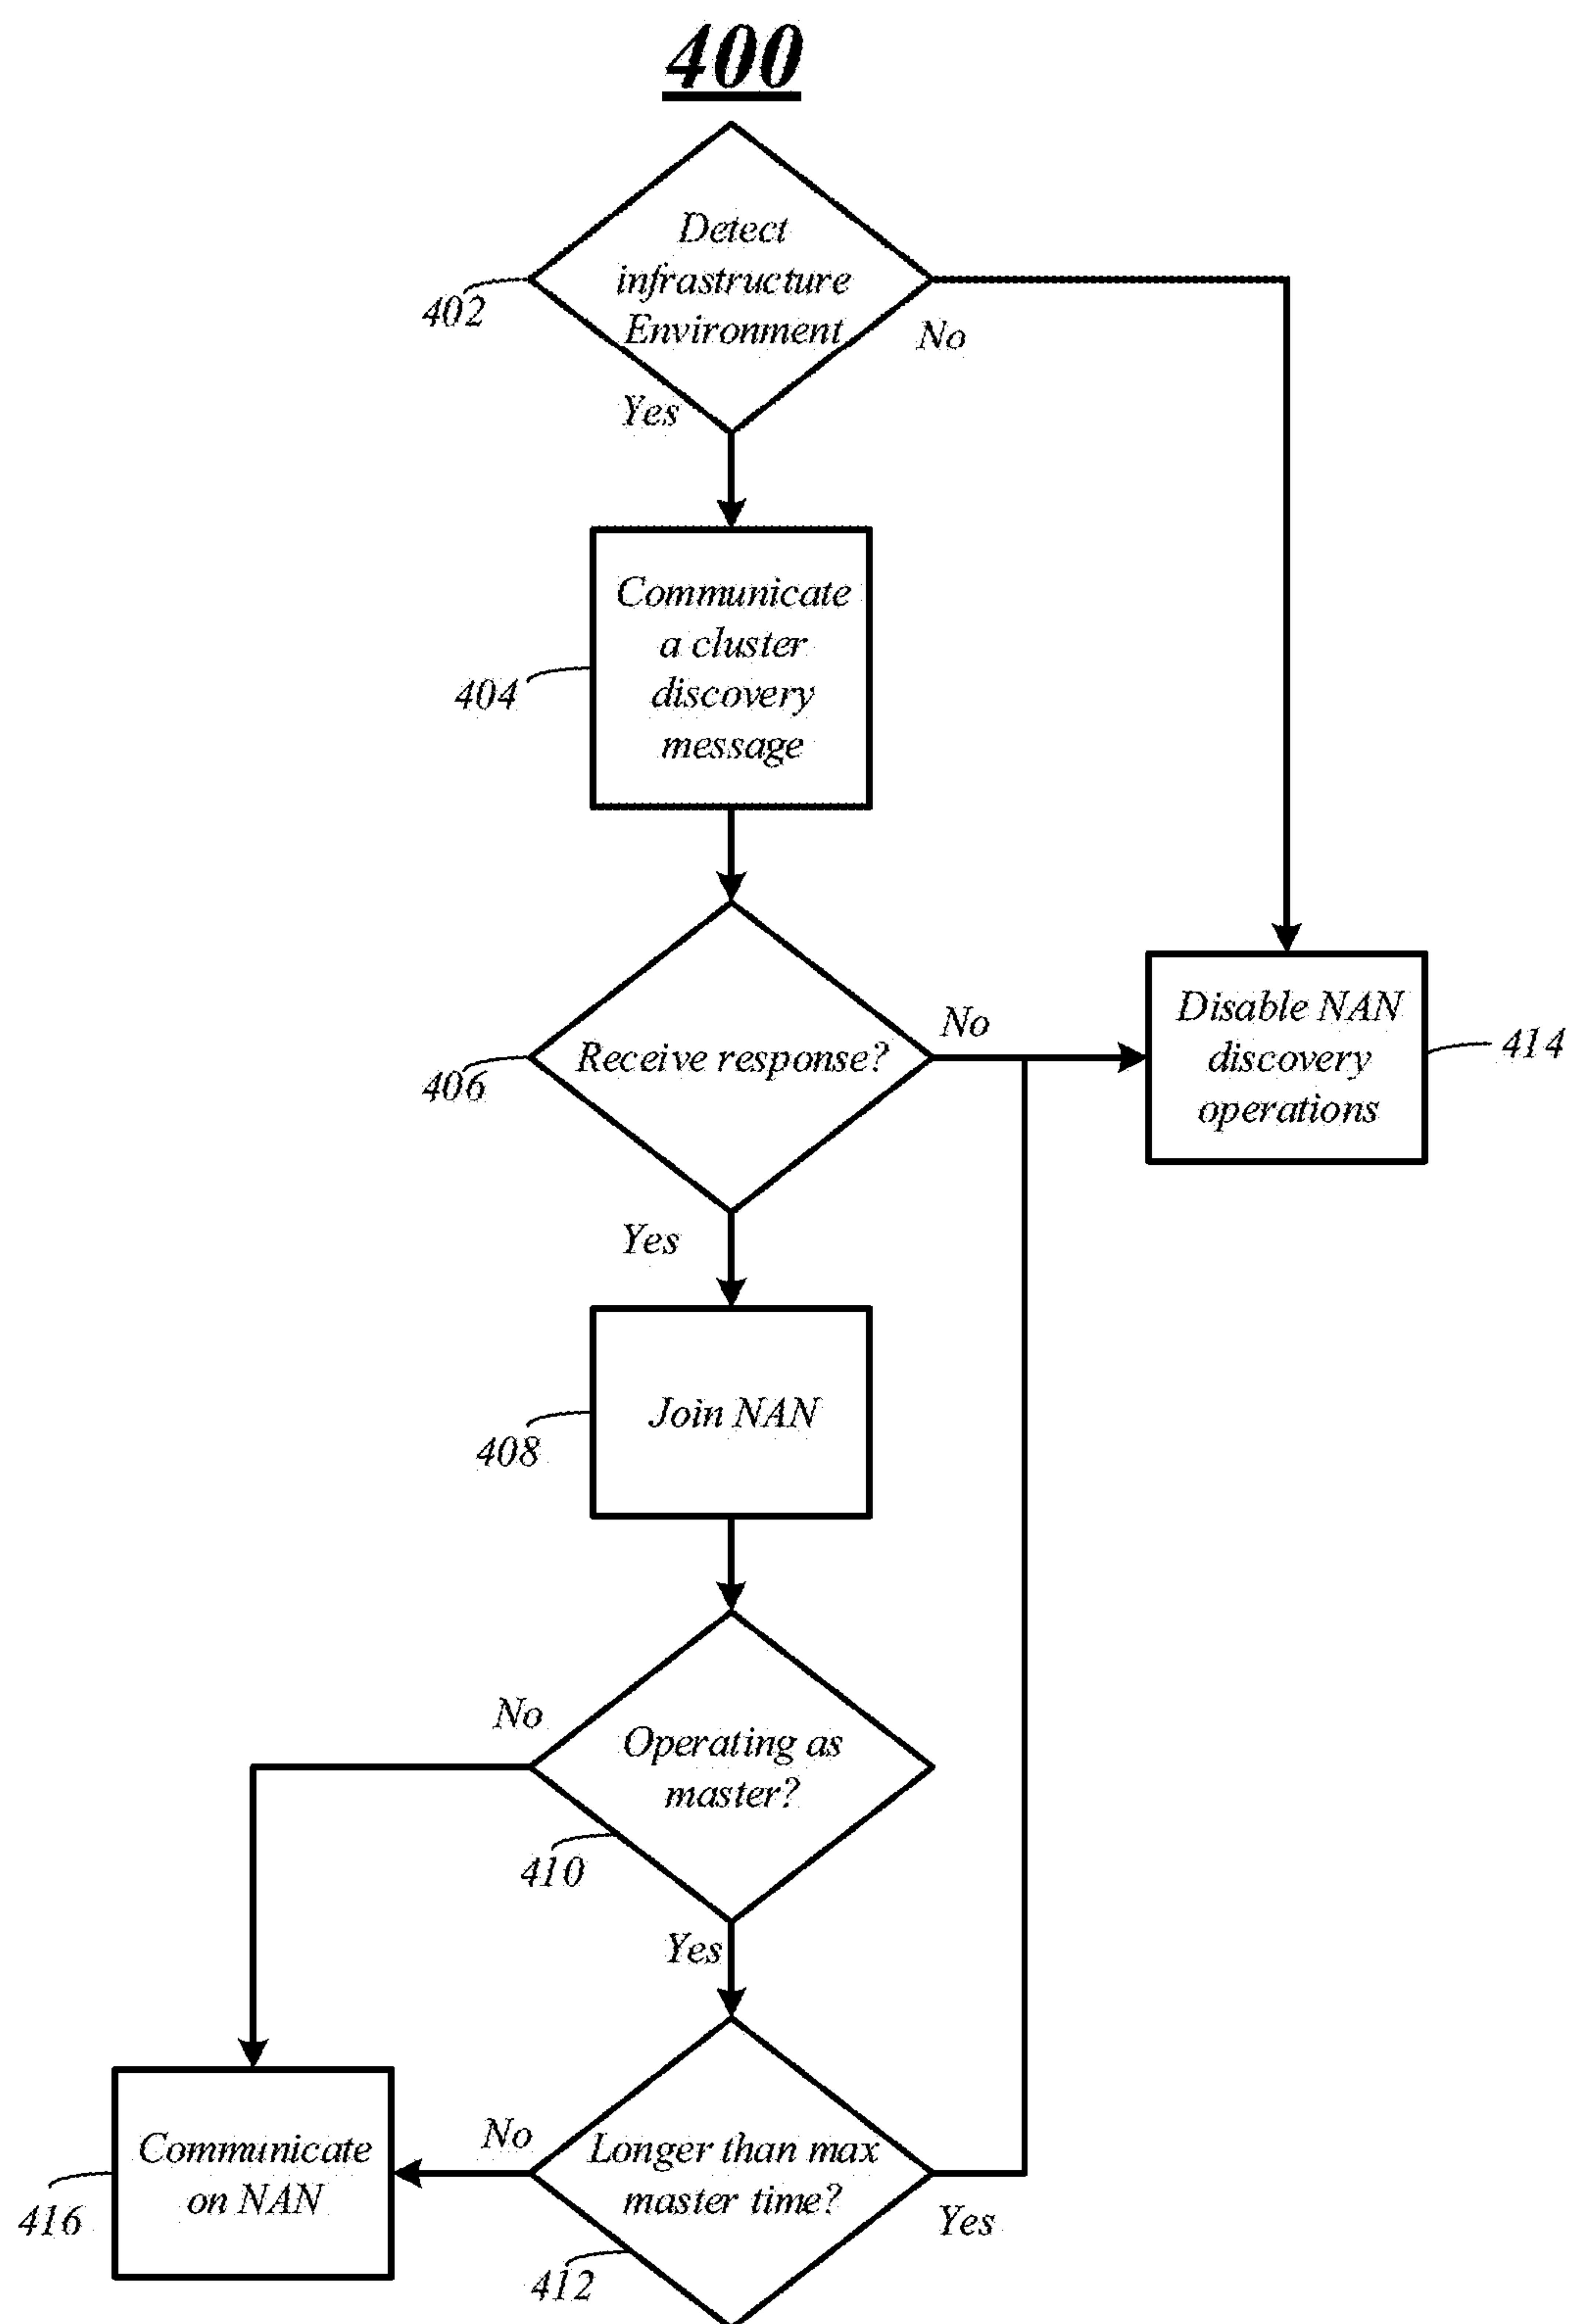 400
Detect
infrastructure
Environment
402
No
Yes
Communicate
a cluster
discovery
message
404
No
Receive response?
406
Disable NAN
discovery
operations
414
Yes
Join NAN
408
No
Operating as
master?
410
Yes
No
Longer than max
master time?
Communicate
on NAN
416
Yes
412